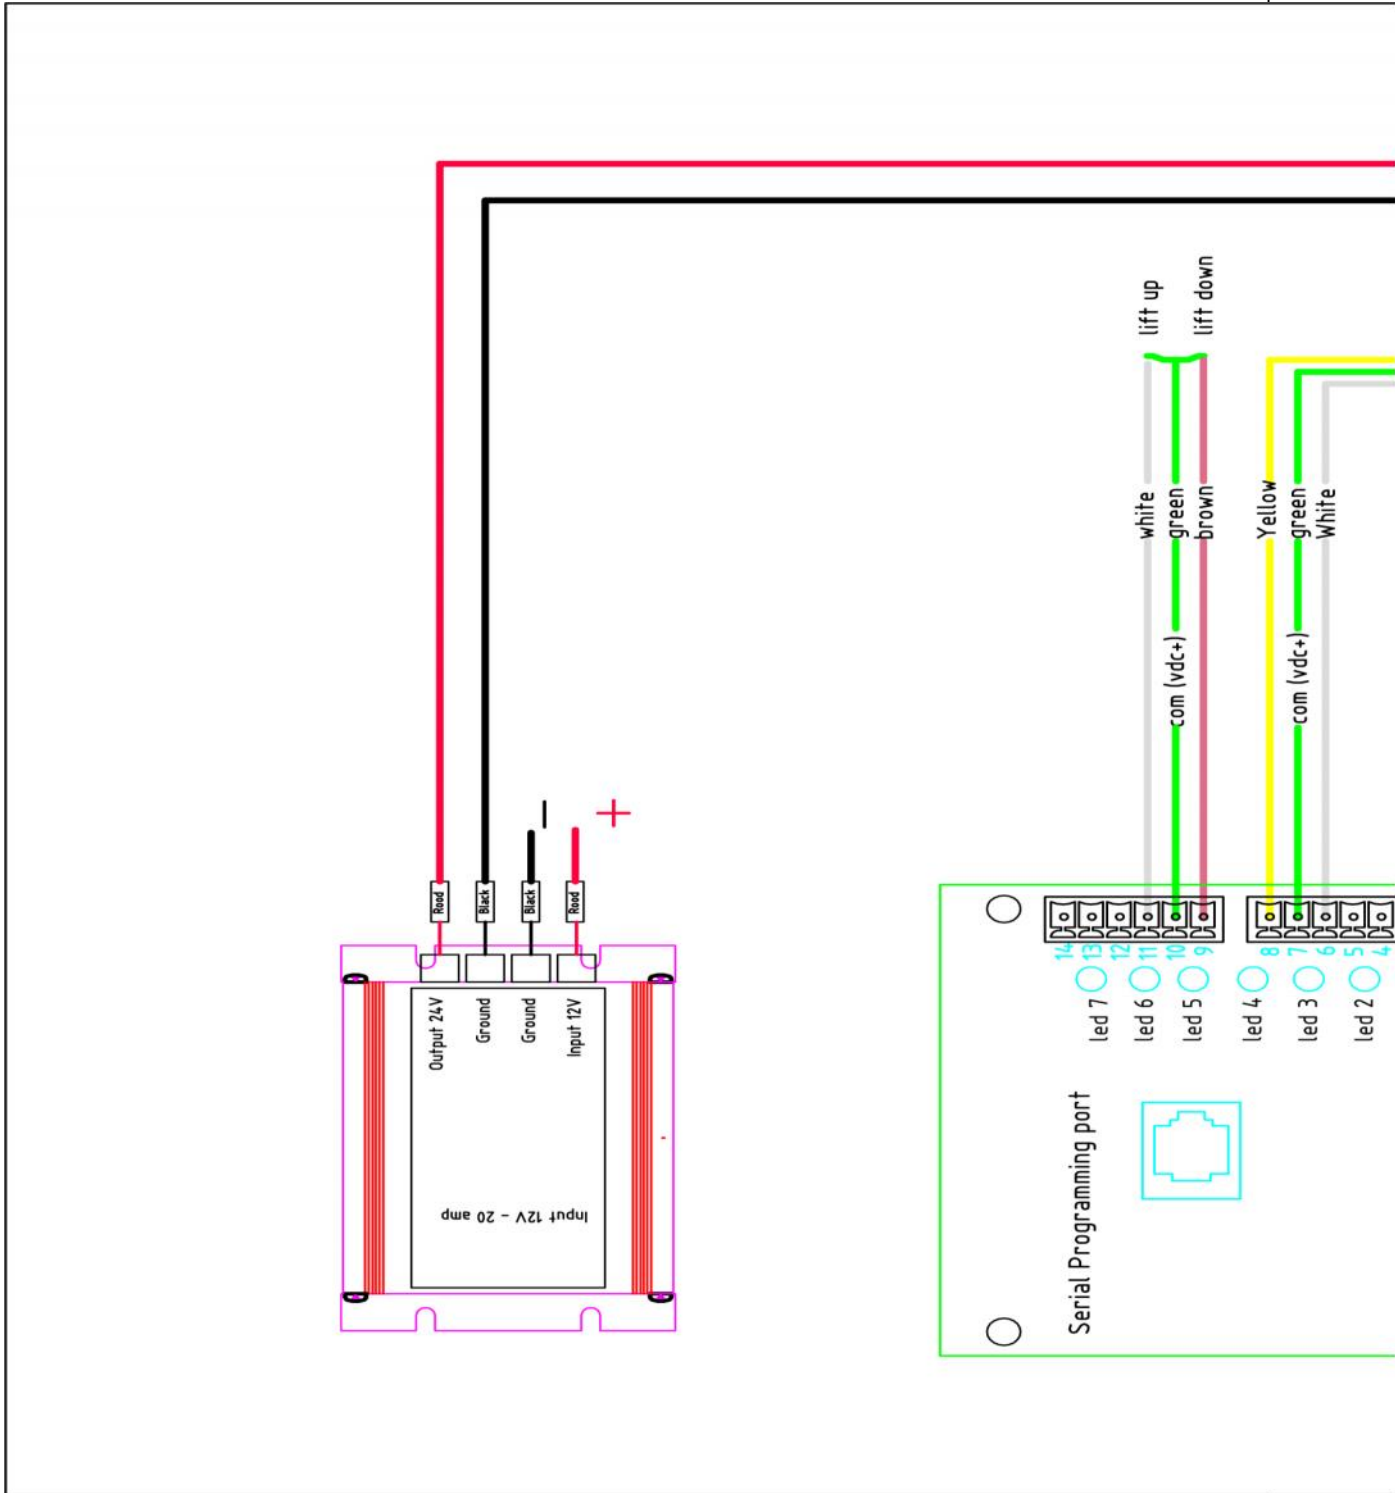 lift up
lift down
white
green
brown
Yellow
green
White
com (vdc+)
com (vdc+)
−
+
Rood
Black
Black
Rood
Output 24V
Ground
Ground
Input 12V
Input 12V - 20 amp
14
13
12
11
10
9
8
7
6
5
4
led 7
led 6
led 5
led 4
led 3
led 2
Serial Programming port